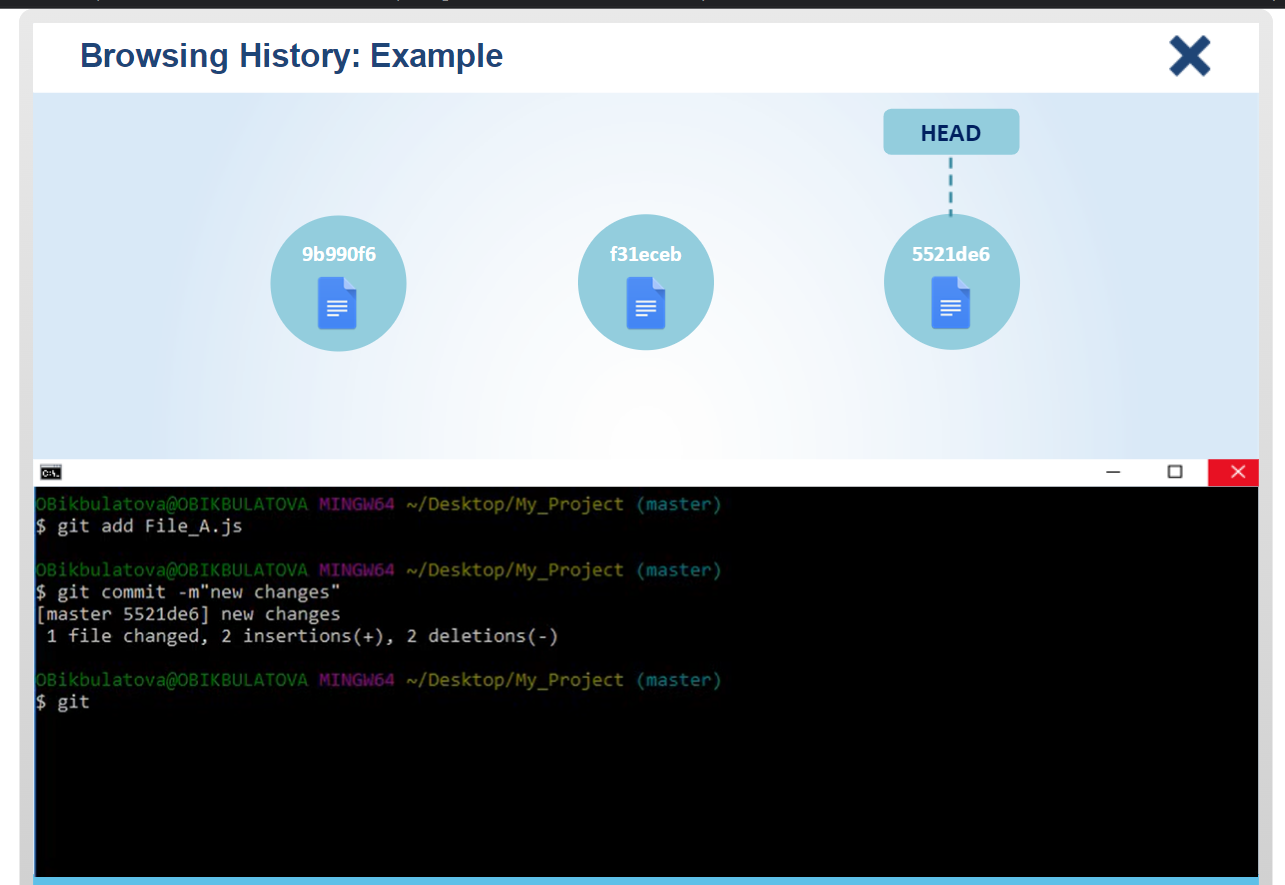 Browsing History: Example
HEAD
9b990f6
f31eceb
5521de6
C:\.
OBikbulatova@OBIKBULATOVA MINGW64 ~/Desktop/My_Project (master)
$ git add File_A.js
OBikbulatova@OBIKBULATOVA MINGW64 ~/Desktop/My_Project (master)
$ git commit -m"new changes"
[master 5521de6] new changes
1 file changed, 2 insertions(+), 2 deletions(-)
OBikbulatova@OBIKBULATOVA MINGW64 ~/Desktop/My_Project (master)
$ git